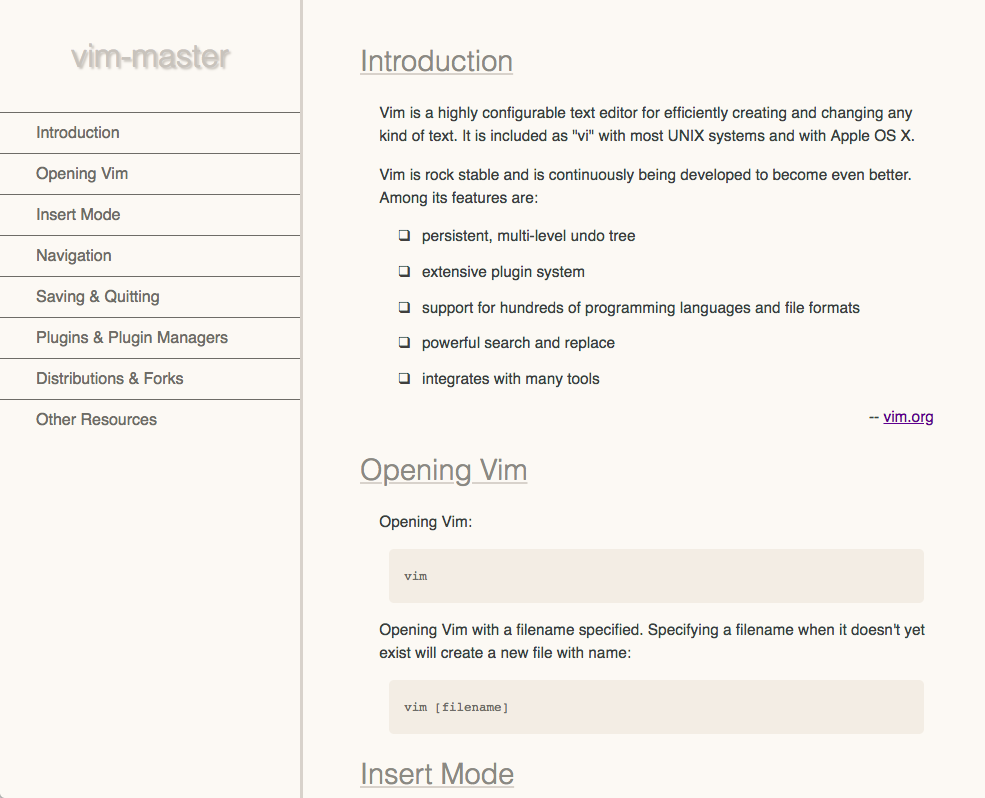 vim-master
Introduction
Opening Vim
Insert Mode
Navigation
Saving & Quitting
Plugins & Plugin Managers
Distributions & Forks
Other Resources
Introduction
Vim is a highly configurable text editor for efficiently creating and changing any
kind of text. It is included as "vi" with most UNIX systems and with Apple OS X.
Vim is rock stable and is continuously being developed to become even better.
Among its features are:
❏ persistent, multi-level undo tree
❏ extensive plugin system
❏ support for hundreds of programming languages and file formats
❏ powerful search and replace
❏ integrates with many tools
-- vim.org
Opening Vim
Opening Vim:
vim
Opening Vim with a filename specified. Specifying a filename when it doesn't yet
exist will create a new file with name:
vim [filename]
Insert Mode